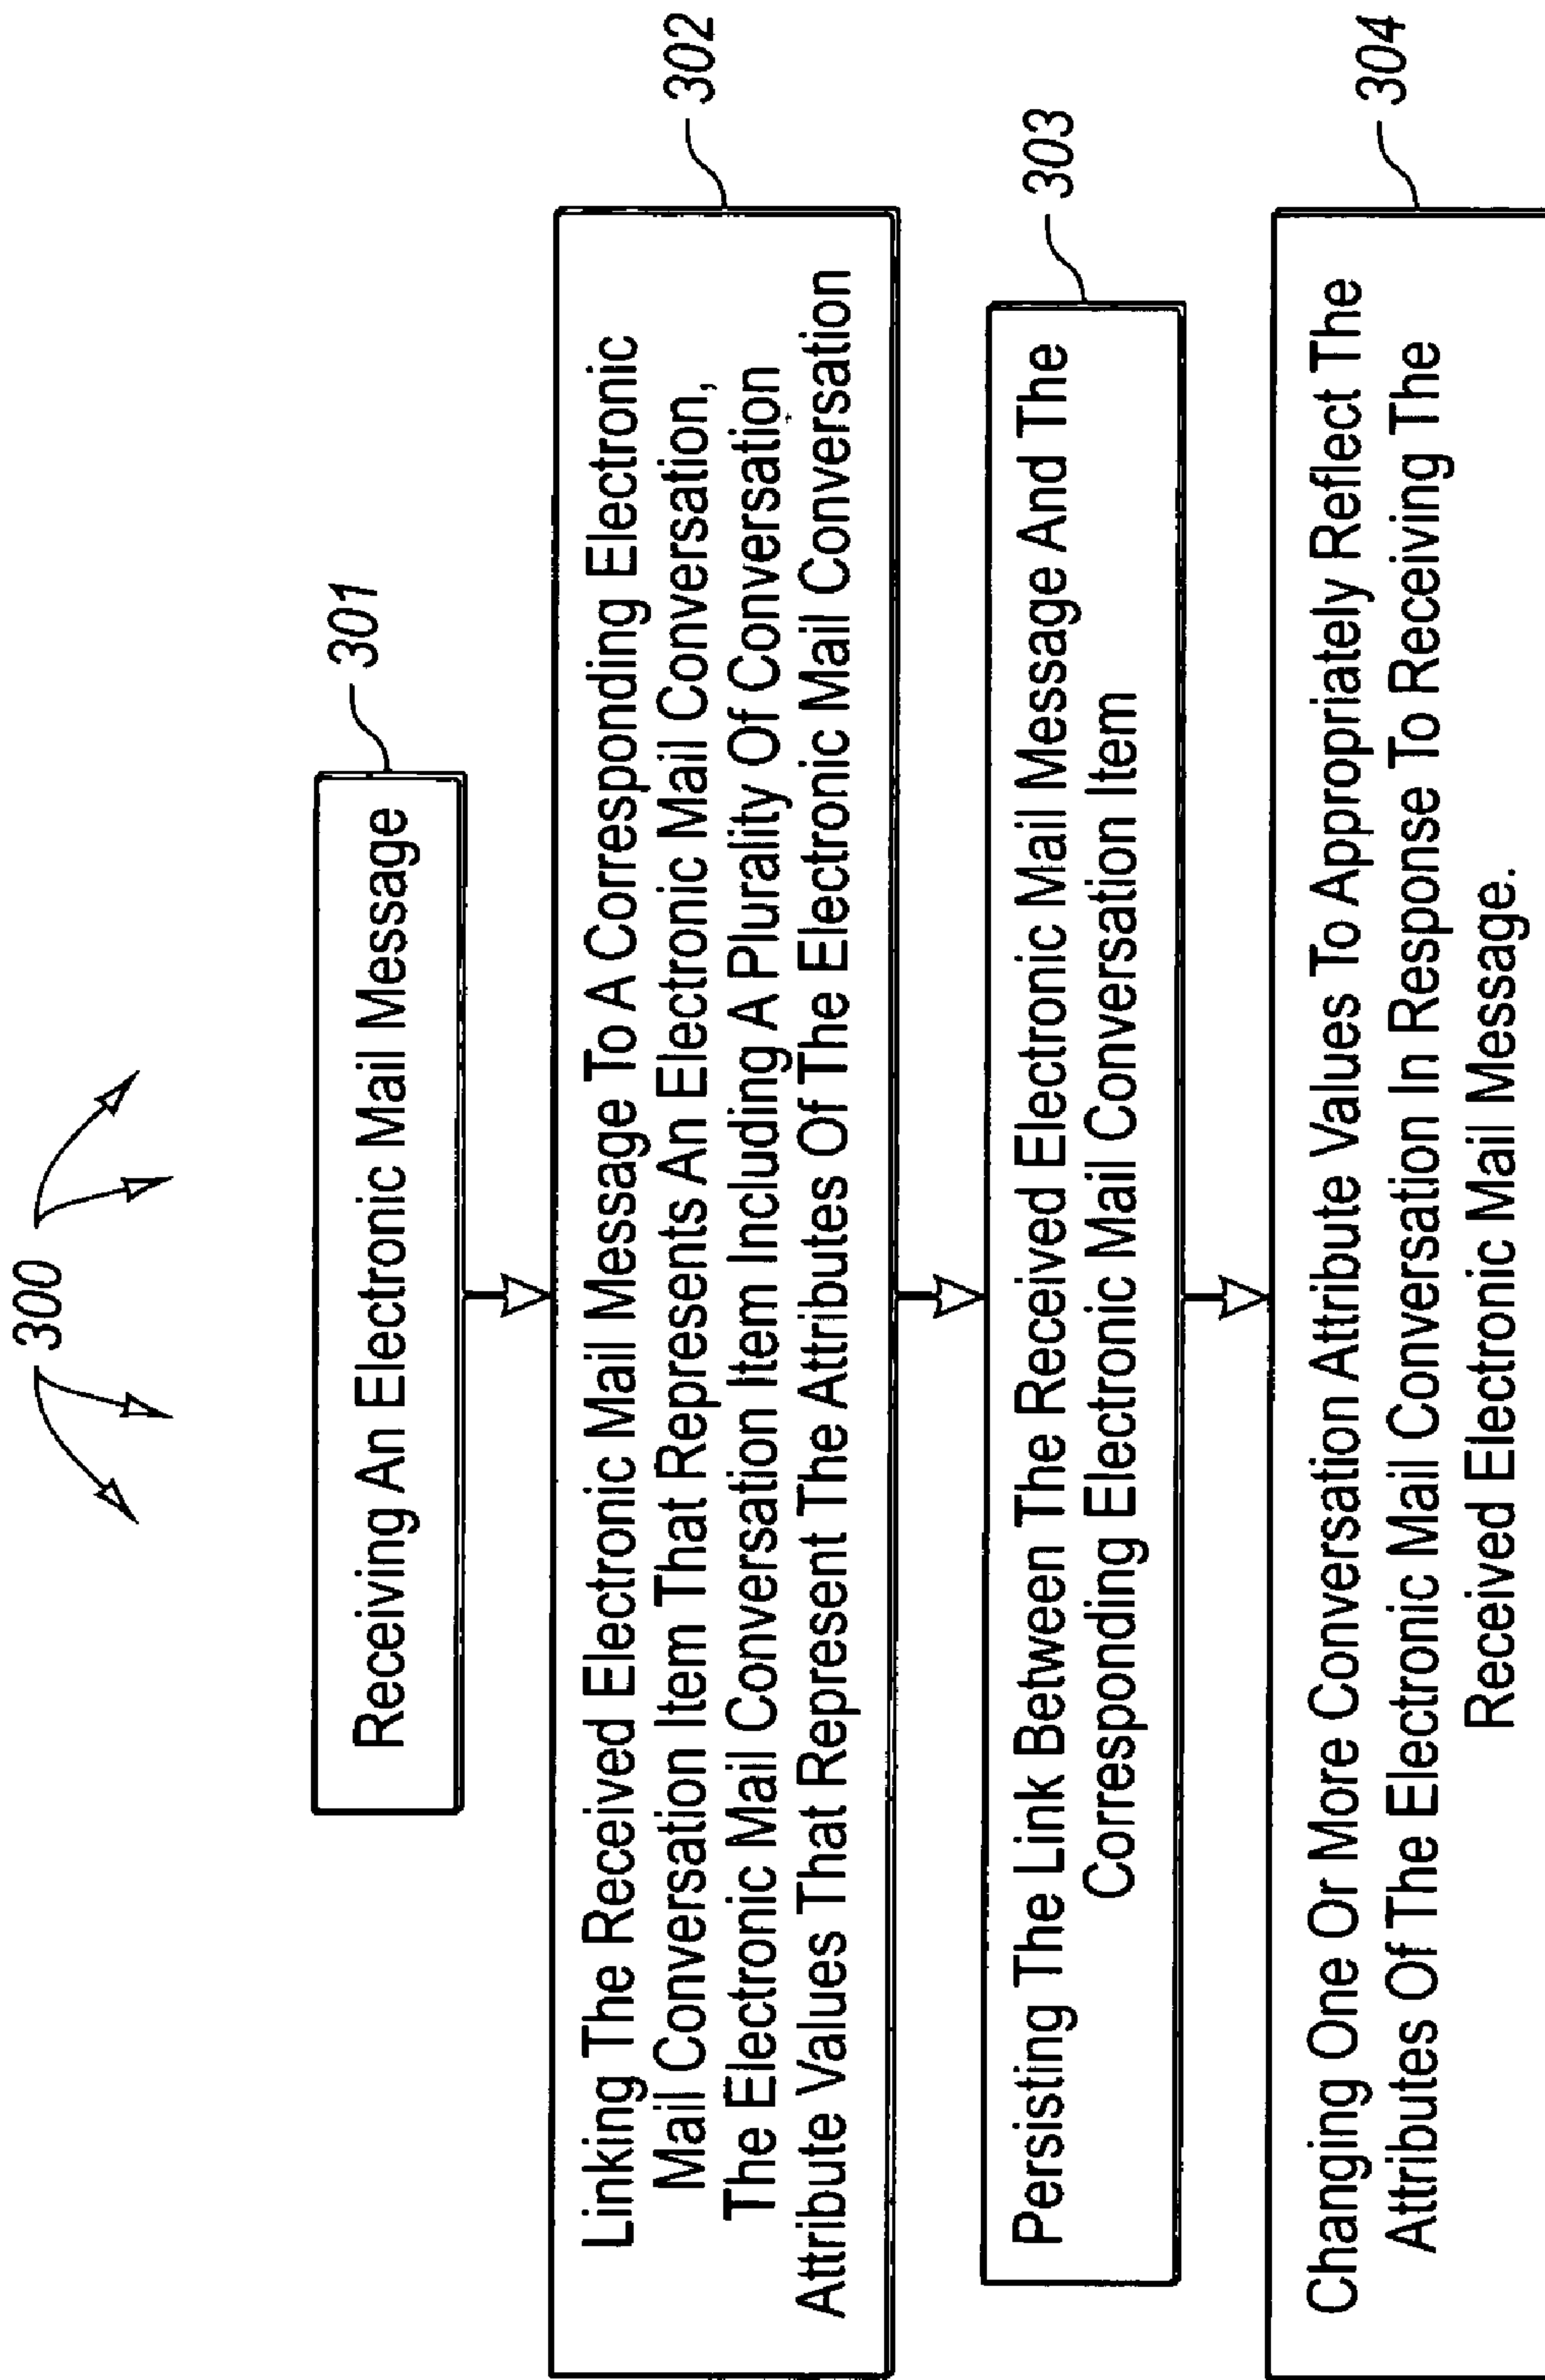 300
301
Receiving An Electronic Mail Message
302
Linking The Received Electronic Mail Message To A Corresponding Electronic
Mail Conversation Item That Represents An Electronic Mail Conversation,
The Electronic Mail Conversation Item Including A Plurality Of Conversation
Attribute Values That Represent The Attributes Of The Electronic Mail Conversation
303
Persisting The Link Between The Received Electronic Mail Message And The
Corresponding Electronic Mail Conversation Item
304
Changing One Or More Conversation Attribute Values To Appropriately Reflect The
Attributes Of The Electronic Mail Conversation In Response To Receiving The
Received Electronic Mail Message.